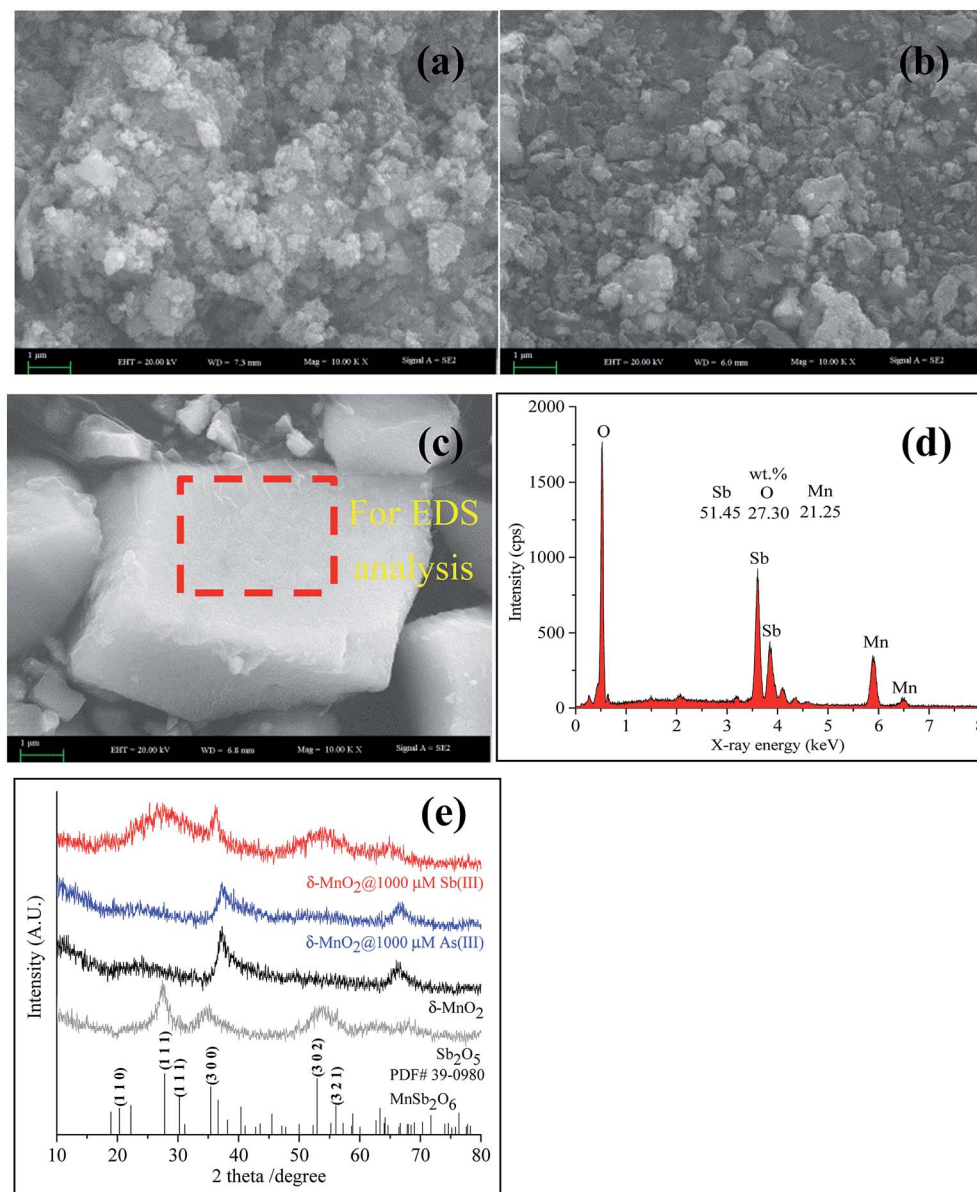 (a)
1 μm EHT = 20.00 kV WD = 7.3 mm Mag = 10.00 K X Signal A = SE2
(b)
1 μm EHT = 20.00 kV WD = 6.0 mm Mag = 10.00 K X Signal A = SE2
(c)
For EDS
analysis
1 μm EHT = 20.00 kV WD = 6.8 mm Mag = 10.00 K X Signal A = SE2
(d)
2000
1500
1000
500
0
Intensity (cps)
O
wt.%
Sb O Mn
51.45 27.30 21.25
Sb
Sb
Mn
Mn
0 1 2 3 4 5 6 7 8
X-ray energy (keV)
(e)
Intensity (A.U.)
δ-MnO2@1000 μM Sb(III)
δ-MnO2@1000 μM As(III)
δ-MnO2
Sb2O5
PDF# 39-0980
MnSb2O6
(1 1 0)
(1 1 1)
(1 1 1)
(3 0 0)
(3 0 2)
(3 2 1)
10 20 30 40 50 60 70 80
2 theta /degree